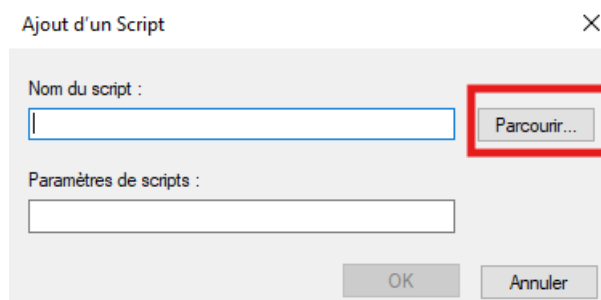 Ajout d'un Script
Nom du script :
Parcourir...
Paramètres de scripts :
OK
Annuler